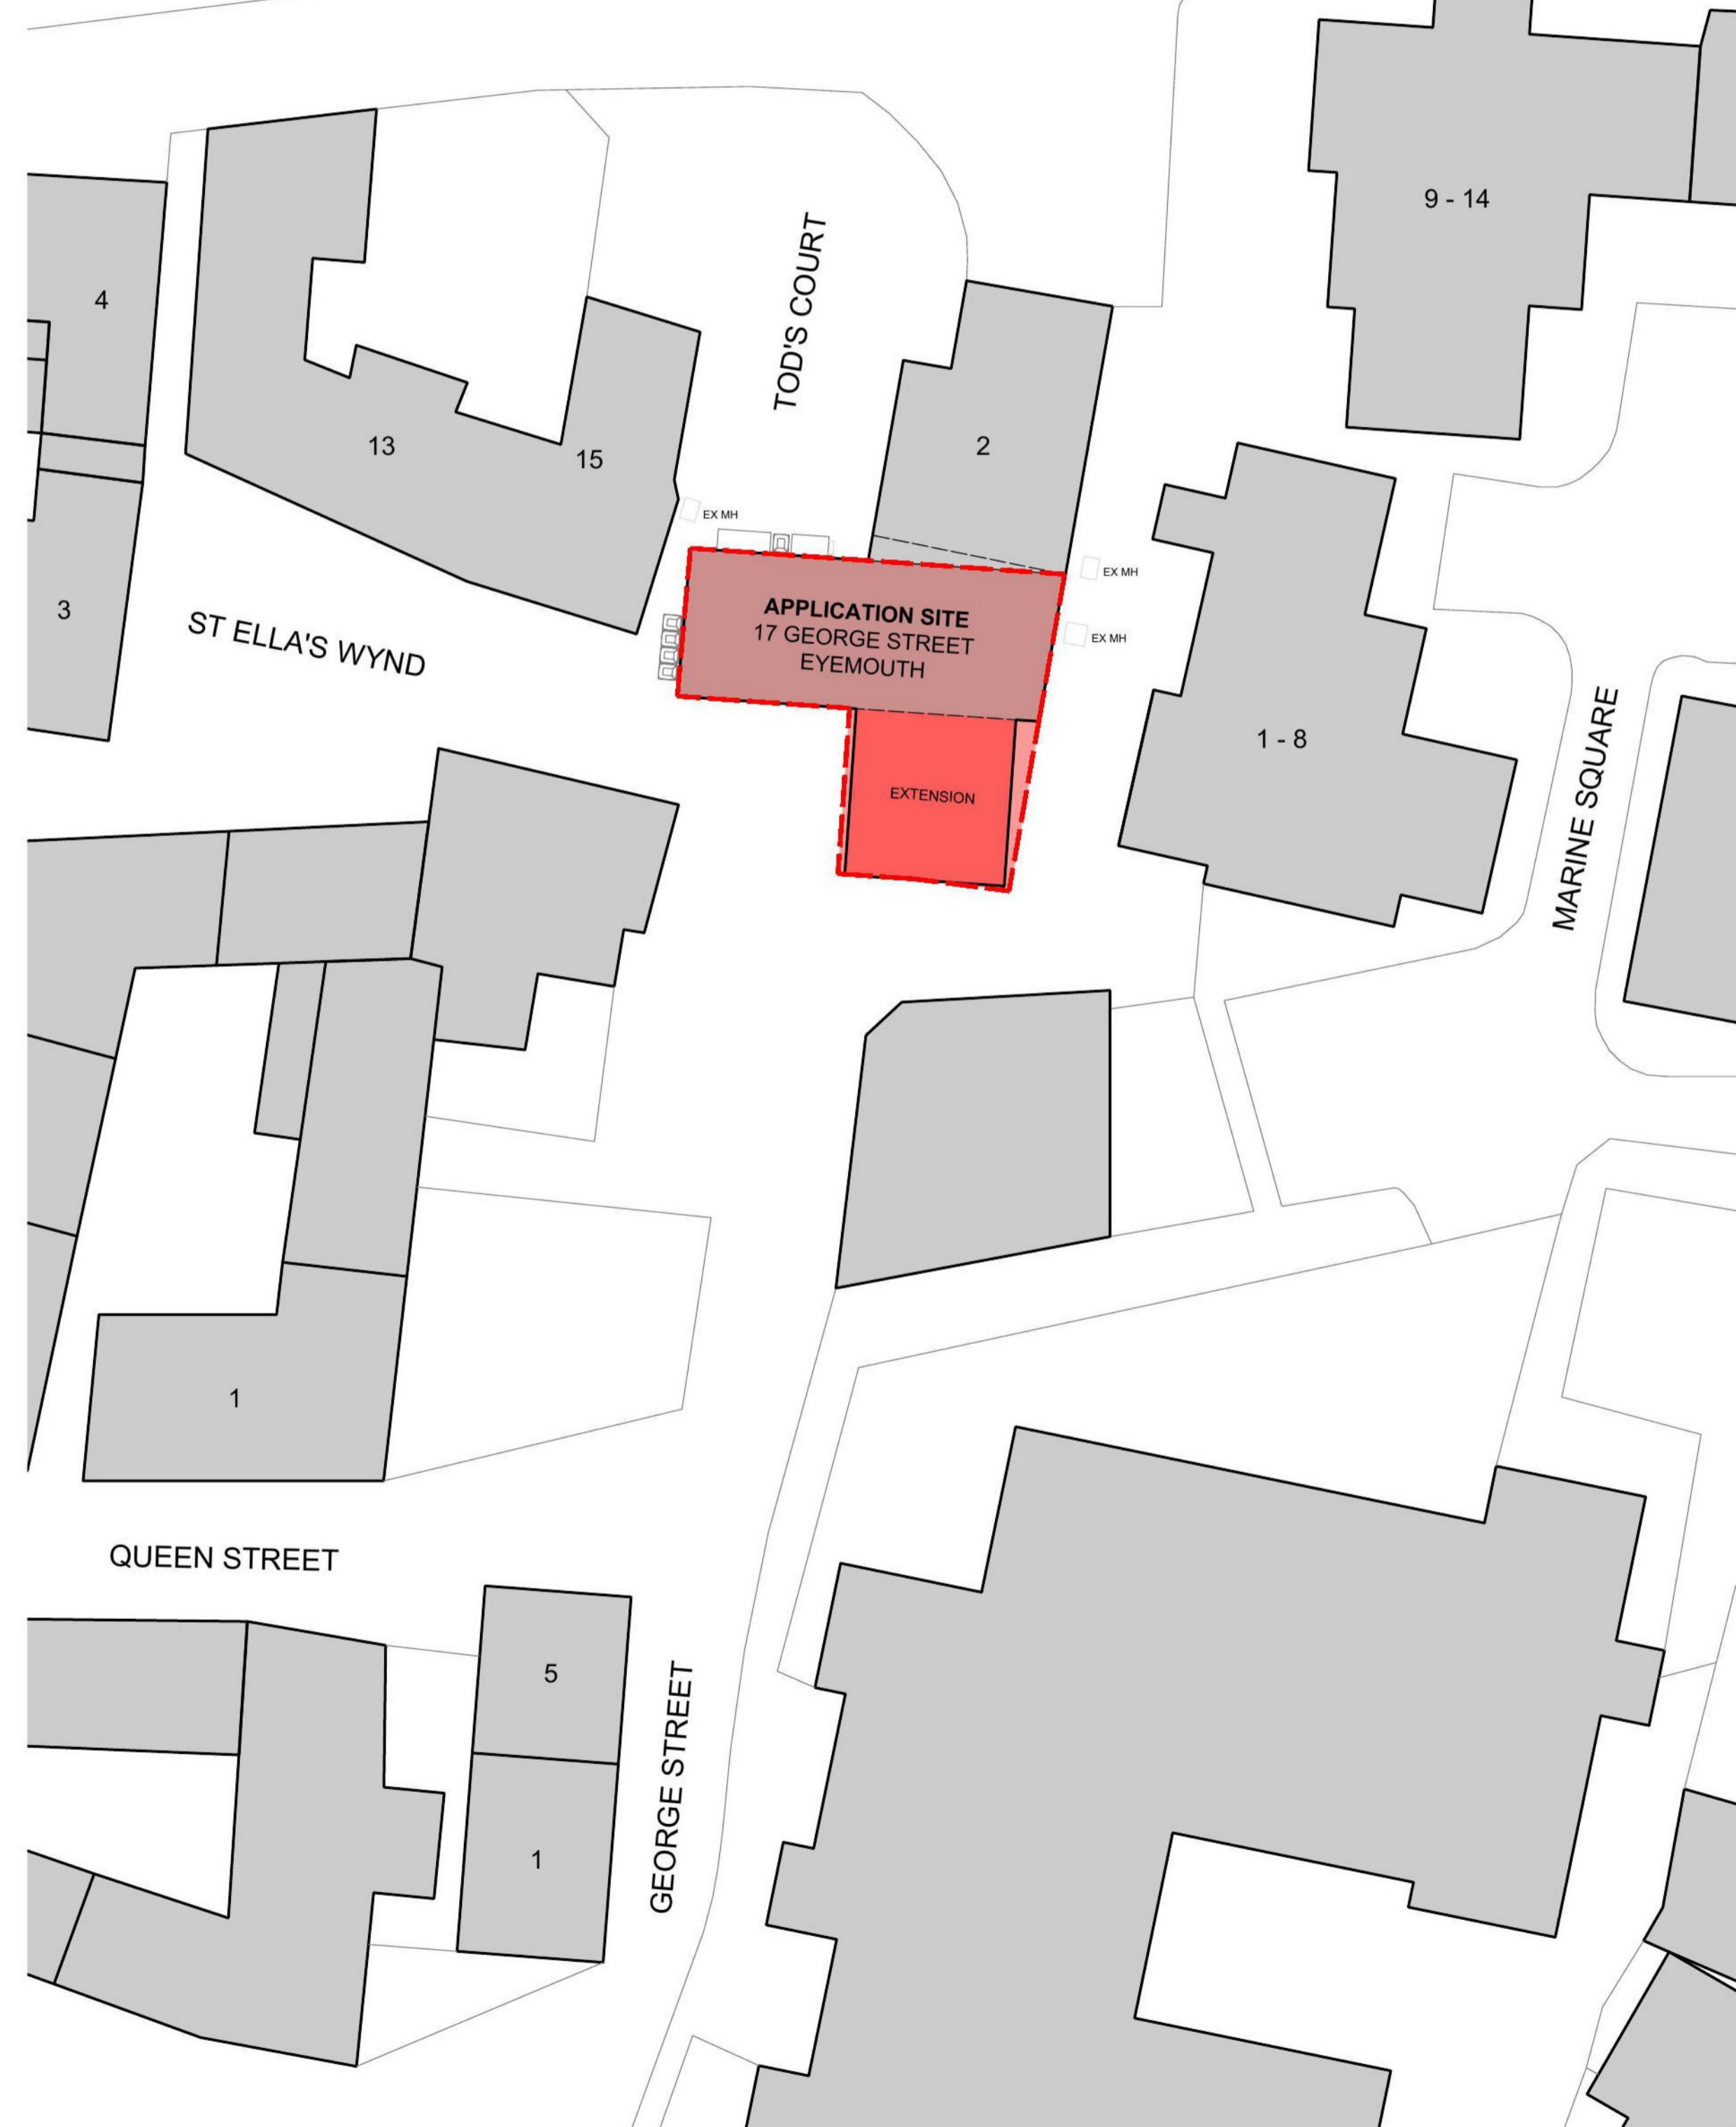 9 - 14
TOD'S COURT
4
13
15
2
EX MH
EX MH
APPLICATION SITE
17 GEORGE STREET
EYEMOUTH
EX MH
3
ST ELLA'S WYND
1 - 8
EXTENSION
MARINE SQUARE
1
QUEEN STREET
5
GEORGE STREET
1